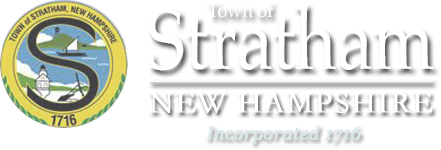 TOWN of STRATHAM, NEW HAMPSHIRE
S
1716
Town of
Stratham
NEW HAMPSHIRE
Incorporated 1716